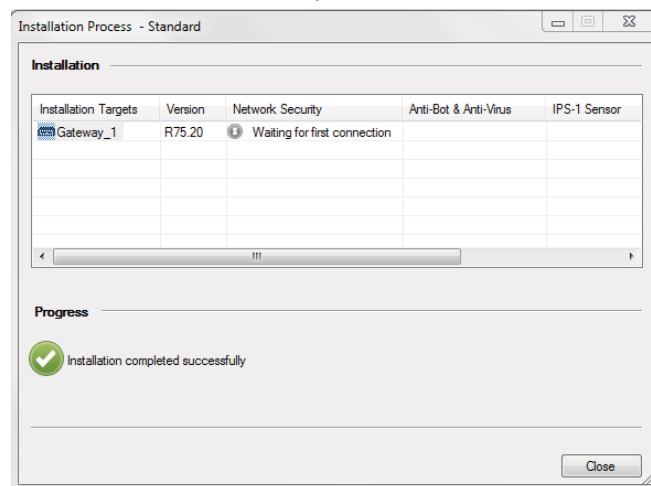 Installation Process - Standard
Installation
Installation Targets Version Network Security Anti-Bot & Anti-Virus IPS-1 Sensor
Gateway_1 R75.20 Waiting for first connection
Progress
Installation completed successfully
Close